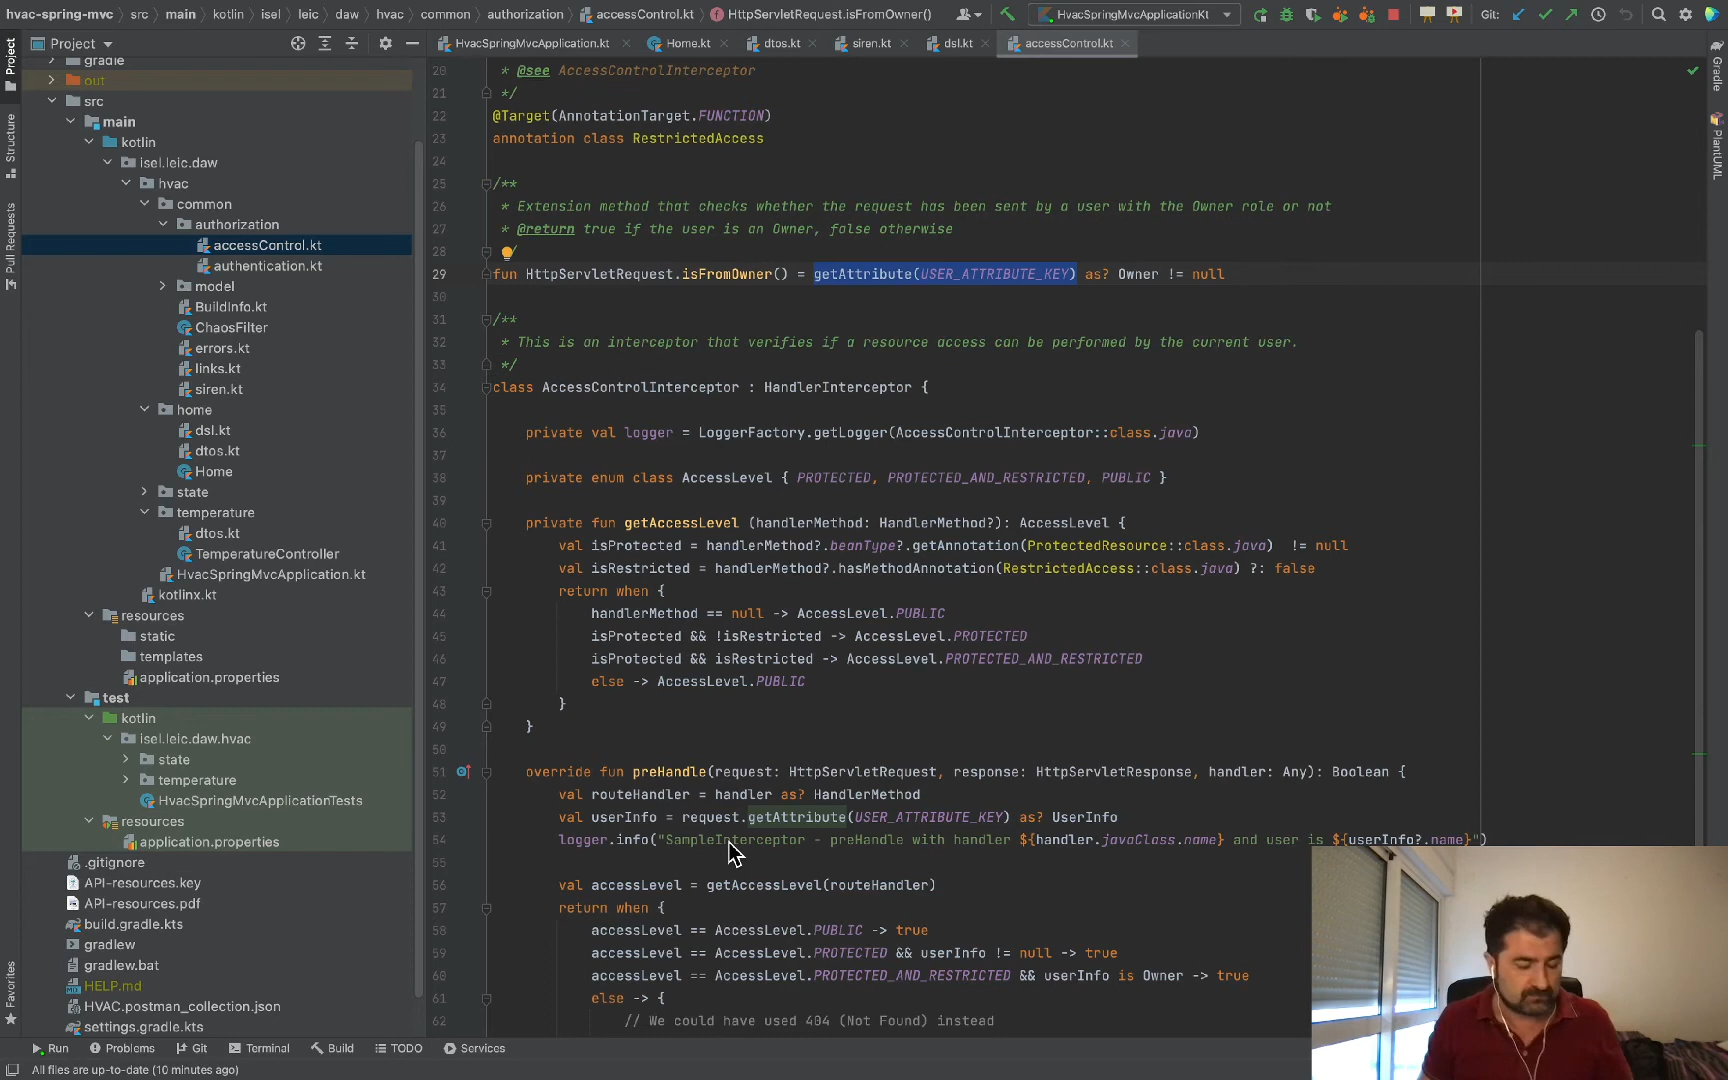 hvac-spring-mvc › src › main › kotlin › isel › leic › daw › hvac › common › authorization › accessControl.kt › HttpServletRequest.isFromOwner()
HvacSpringMvcApplicationKt
Git:
Project
HvacSpringMvcApplication.kt
Home.kt
dtos.kt
siren.kt
dsl.kt
accessControl.kt
Project
Structure
Pull Requests
Favorites
Gradle
PlantUML
gradle
out
src
main
kotlin
isel.leic.daw
hvac
common
authorization
accessControl.kt
authentication.kt
model
BuildInfo.kt
ChaosFilter
errors.kt
links.kt
siren.kt
home
dsl.kt
dtos.kt
Home
state
temperature
dtos.kt
TemperatureController
HvacSpringMvcApplication.kt
kotlinx.kt
resources
static
templates
application.properties
test
kotlin
isel.leic.daw.hvac
state
temperature
HvacSpringMvcApplicationTests
resources
application.properties
.gitignore
API-resources.key
API-resources.pdf
build.gradle.kts
gradlew
gradlew.bat
HELP.md
HVAC.postman_collection.json
settings.gradle.kts
20 * @see AccessControlInterceptor
21 */
22 @Target(AnnotationTarget.FUNCTION)
23 annotation class RestrictedAccess
24
25 /**
26 * Extension method that checks whether the request has been sent by a user with the Owner role or not
27 * @return true if the user is an Owner, false otherwise
28 /
29 fun HttpServletRequest.isFromOwner() = getAttribute(USER_ATTRIBUTE_KEY) as? Owner != null
30
31 /**
32 * This is an interceptor that verifies if a resource access can be performed by the current user.
33 */
34 class AccessControlInterceptor : HandlerInterceptor {
35
36 private val logger = LoggerFactory.getLogger(AccessControlInterceptor::class.java)
37
38 private enum class AccessLevel { PROTECTED, PROTECTED_AND_RESTRICTED, PUBLIC }
39
40 private fun getAccessLevel (handlerMethod: HandlerMethod?): AccessLevel {
41 val isProtected = handlerMethod?.beanType?.getAnnotation(ProtectedResource::class.java) != null
42 val isRestricted = handlerMethod?.hasMethodAnnotation(RestrictedAccess::class.java) ?: false
43 return when {
44 handlerMethod == null -> AccessLevel.PUBLIC
45 isProtected && !isRestricted -> AccessLevel.PROTECTED
46 isProtected && isRestricted -> AccessLevel.PROTECTED_AND_RESTRICTED
47 else -> AccessLevel.PUBLIC
48 }
49 }
50
51 override fun preHandle(request: HttpServletRequest, response: HttpServletResponse, handler: Any): Boolean {
52 val routeHandler = handler as? HandlerMethod
53 val userInfo = request.getAttribute(USER_ATTRIBUTE_KEY) as? UserInfo
54 logger.info("SampleInterceptor - preHandle with handler ${handler.javaClass.name} and user is ${userInfo?.name}")
55
56 val accessLevel = getAccessLevel(routeHandler)
57 return when {
58 accessLevel == AccessLevel.PUBLIC -> true
59 accessLevel == AccessLevel.PROTECTED && userInfo != null -> true
60 accessLevel == AccessLevel.PROTECTED_AND_RESTRICTED && userInfo is Owner -> true
61 else -> {
62 // We could have used 404 (Not Found) instead
Run
Problems
Git
Terminal
Build
TODO
Services
All files are up-to-date (10 minutes ago)